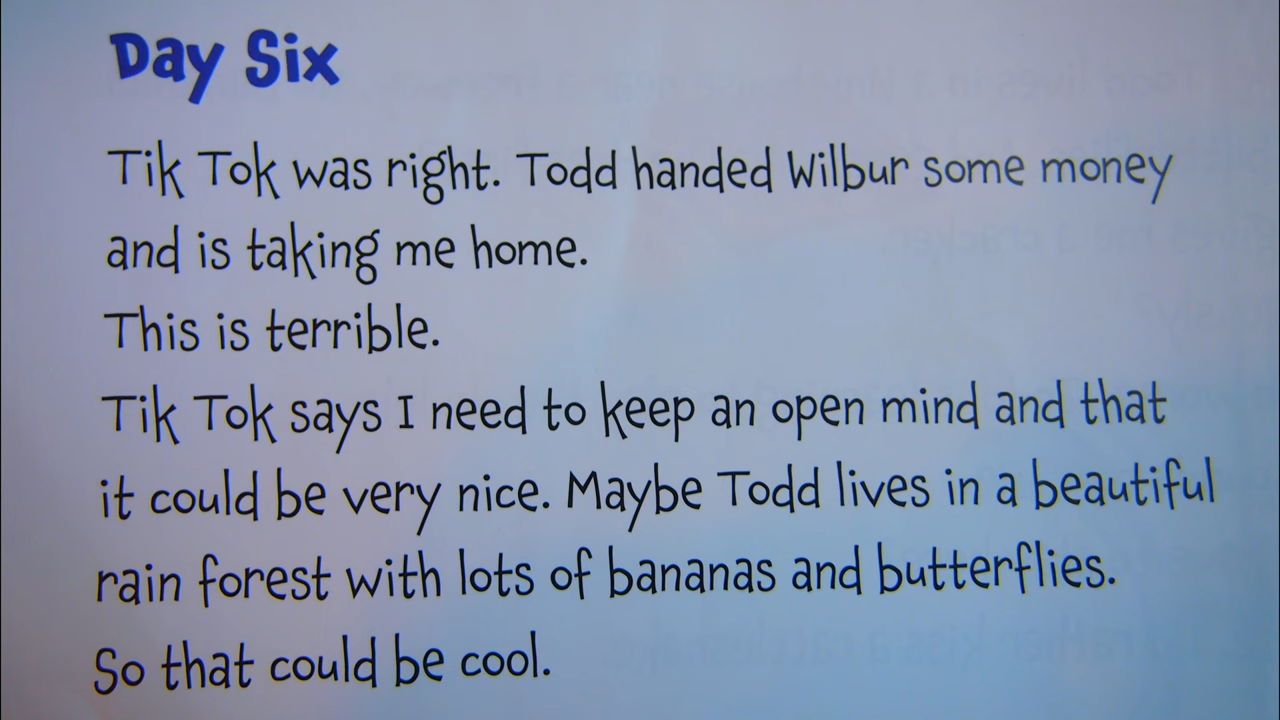 Day Six
Tik Tok was right. Todd handed Wilbur some money
and is taking me home.
This is terrible.
Tik Tok says I need to keep an open mind and that
it could be very nice. Maybe Todd lives in a beautiful
rain forest with lots of bananas and butterflies.
So that could be cool.